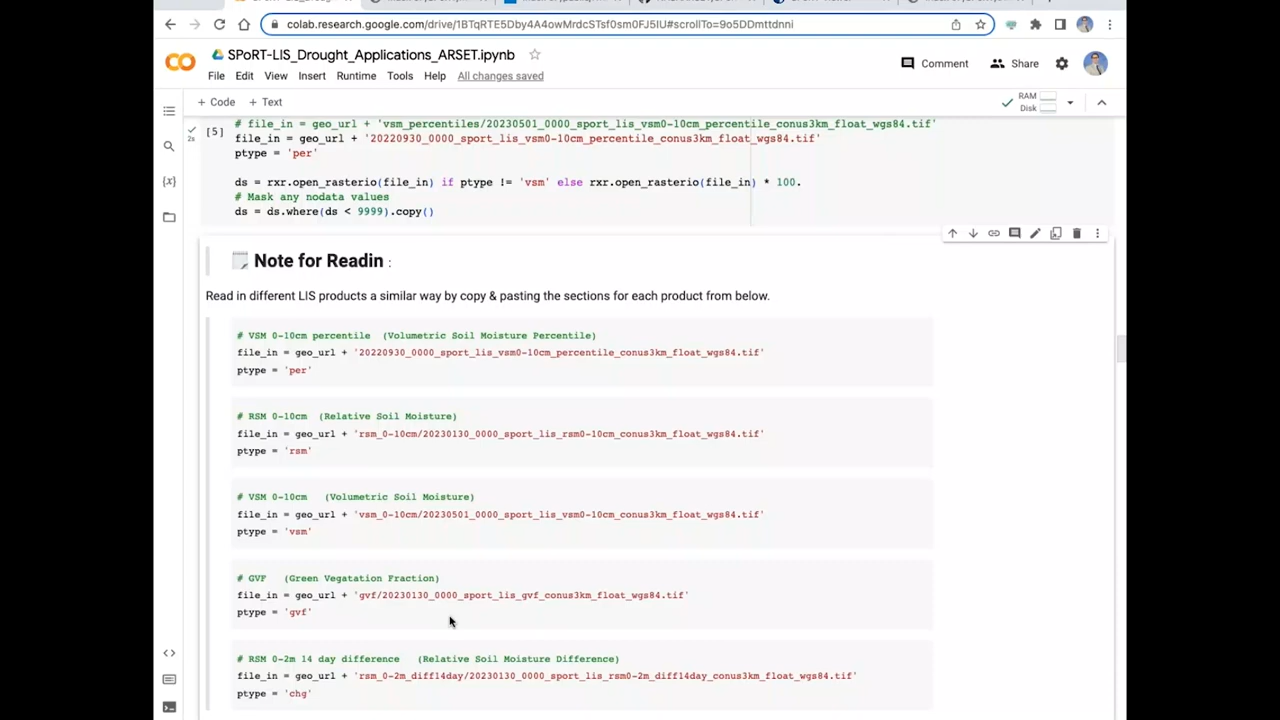 colab.research.google.com/drive/1BTqRTE5Dby4A4owMrdcSTsf0sm0FJ5IU#scrollTo=9o5DDmttdnni
SPoRT-LIS_Drought_Applications_ARSET.ipynb
Comment
Share
File Edit View Insert Runtime Tools Help All changes saved
+ Code + Text
RAM
Disk
[5]
2s
# file_in = geo_url + 'vsm_percentiles/20230501_0000_sport_lis_vsm0-10cm_percentile_conus3km_float_wgs84.tif'
file_in = geo_url + '20220930_0000_sport_lis_vsm0-10cm_percentile_conus3km_float_wgs84.tif'
ptype = 'per'
ds = rxr.open_rasterio(file_in) if ptype != 'vsm' else rxr.open_rasterio(file_in) * 100.
# Mask any nodata values
ds = ds.where(ds < 9999).copy()
Note for Readin :
Read in different LIS products a similar way by copy & pasting the sections for each product from below.
# VSM 0-10cm percentile (Volumetric Soil Moisture Percentile)
file_in = geo_url + '20220930_0000_sport_lis_vsm0-10cm_percentile_conus3km_float_wgs84.tif'
ptype = 'per'
# RSM 0-10cm (Relative Soil Moisture)
file_in = geo_url + 'rsm_0-10cm/20230130_0000_sport_lis_rsm0-10cm_conus3km_float_wgs84.tif'
ptype = 'rsm'
# VSM 0-10cm (Volumetric Soil Moisture)
file_in = geo_url + 'vsm_0-10cm/20230501_0000_sport_lis_vsm0-10cm_conus3km_float_wgs84.tif'
ptype = 'vsm'
# GVF (Green Vegatation Fraction)
file_in = geo_url + 'gvf/20230130_0000_sport_lis_gvf_conus3km_float_wgs84.tif'
ptype = 'gvf'
# RSM 0-2m 14 day difference (Relative Soil Moisture Difference)
file_in = geo_url + 'rsm_0-2m_diff14day/20230130_0000_sport_lis_rsm0-2m_diff14day_conus3km_float_wgs84.tif'
ptype = 'chg'